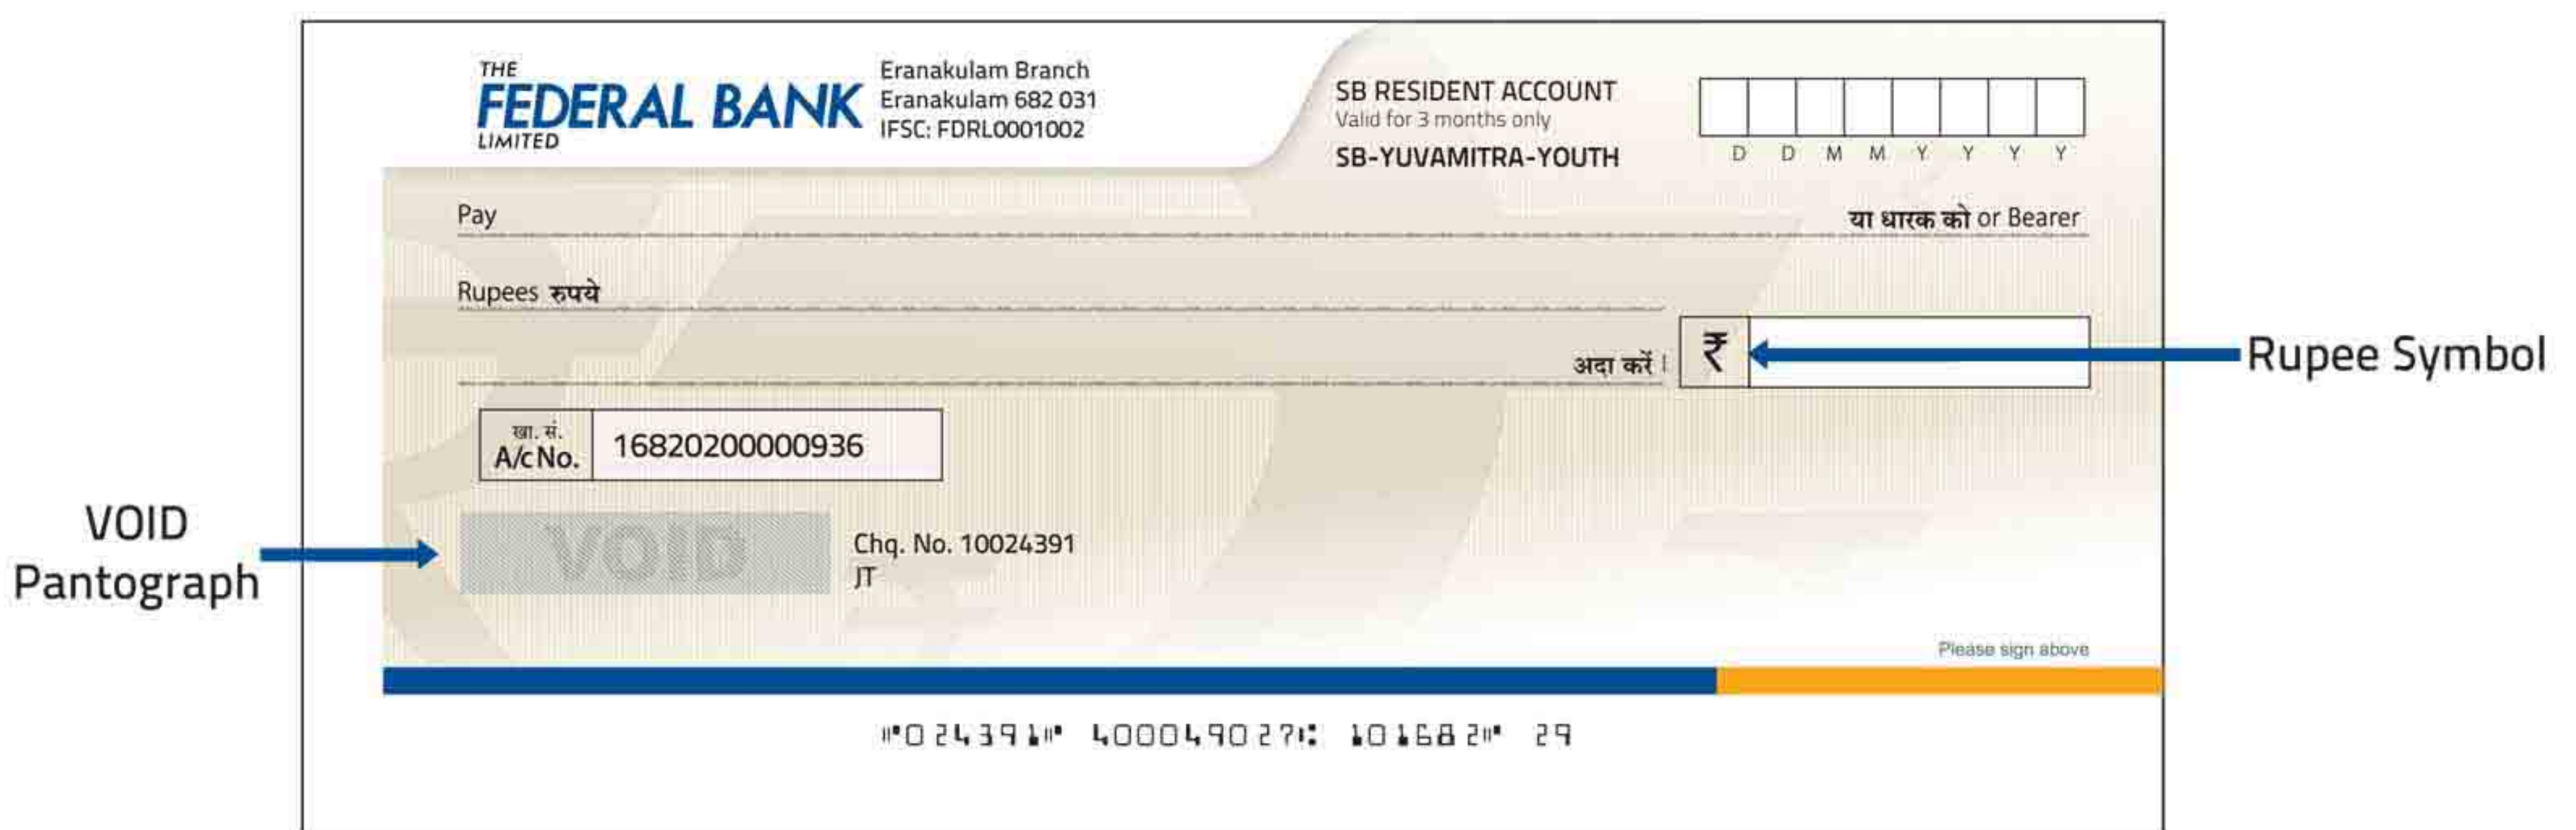 THE
FEDERAL BANK
LIMITED
Eranakulam Branch
Eranakulam 682 031
IFSC: FDRL0001002
SB RESIDENT ACCOUNT
Valid for 3 months only
SB-YUVAMITRA-YOUTH
D D M M Y Y Y Y
Pay
या धारक को or Bearer
Rupees रुपये
अदा करें।
₹
Rupee Symbol
खा. सं.
A/c No.
16820200000936
VOID
Pantograph
VOID
Chq. No. 10024391
JT
Please sign above
⑈024391⑈ 400049027⑆ 101682⑈ 29